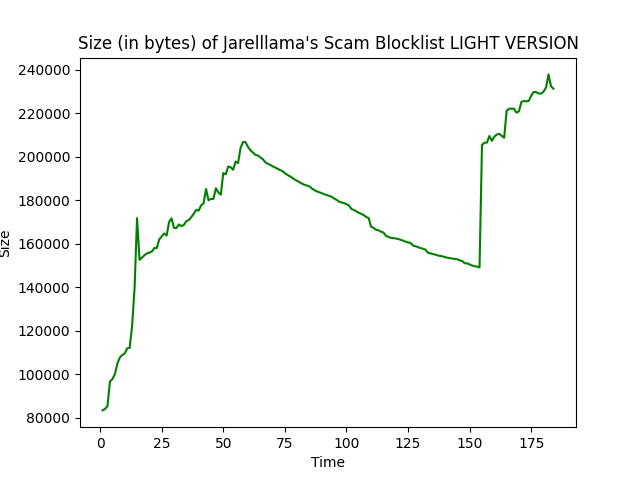 Size (in bytes) of Jarelllama's Scam Blocklist LIGHT VERSION
240000
220000
200000
180000
160000
140000
120000
100000
80000
Size
0 25 50 75 100 125 150 175
Time